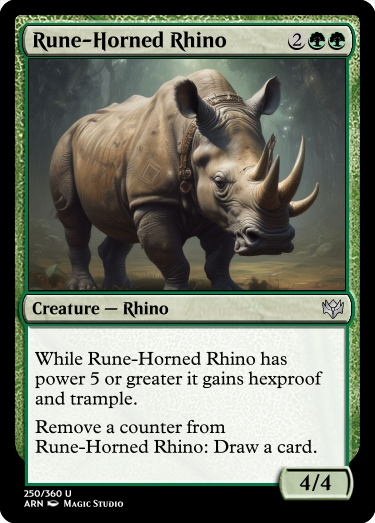 Rune-Horned Rhino 2
Creature — Rhino
While Rune-Horned Rhino has
power 5 or greater it gains hexproof
and trample.
Remove a counter from
Rune-Horned Rhino: Draw a card.
4/4
250/360 U
ARN Magic Studio